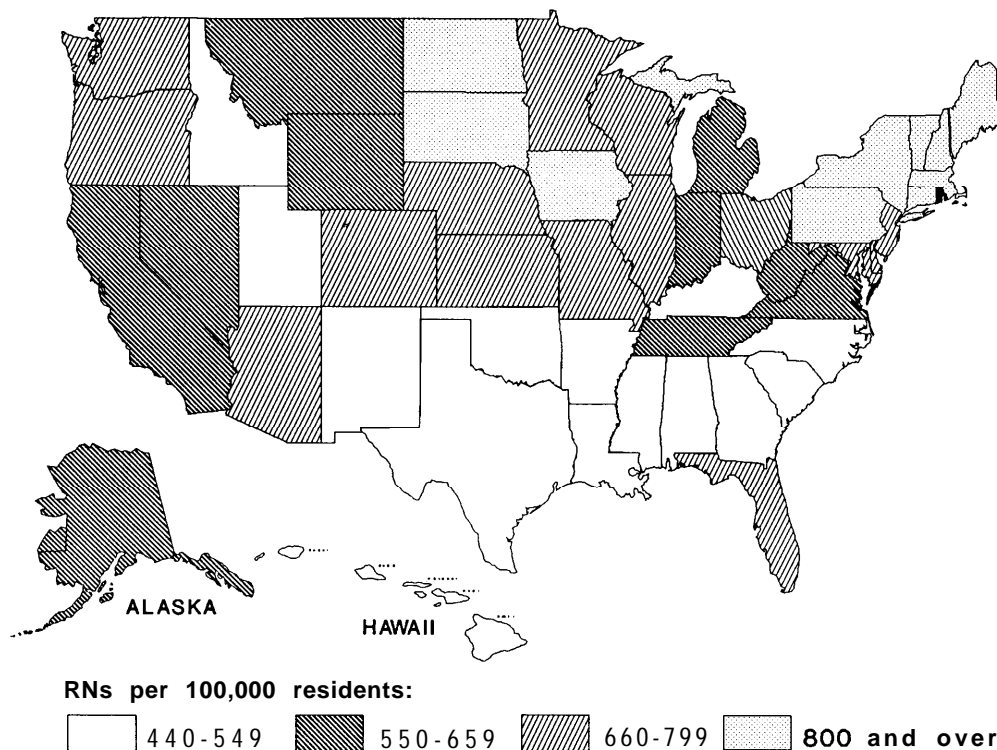 ALASKA
HAWAII
RNs per 100,000 residents:
440-549 550-659 660-799 800 and over